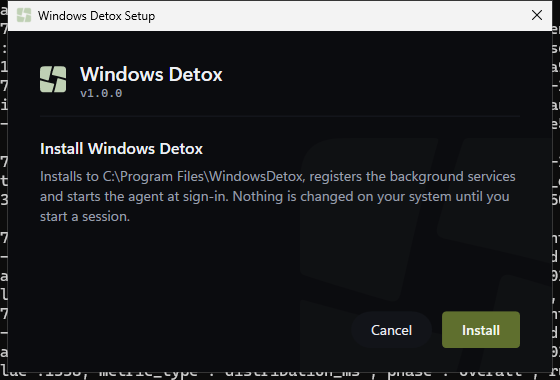 Windows Detox Setup
Windows Detox
v1.0.0
Install Windows Detox
Installs to C:\Program Files\WindowsDetox, registers the background services
and starts the agent at sign-in. Nothing is changed on your system until you
start a session.
Cancel
Install